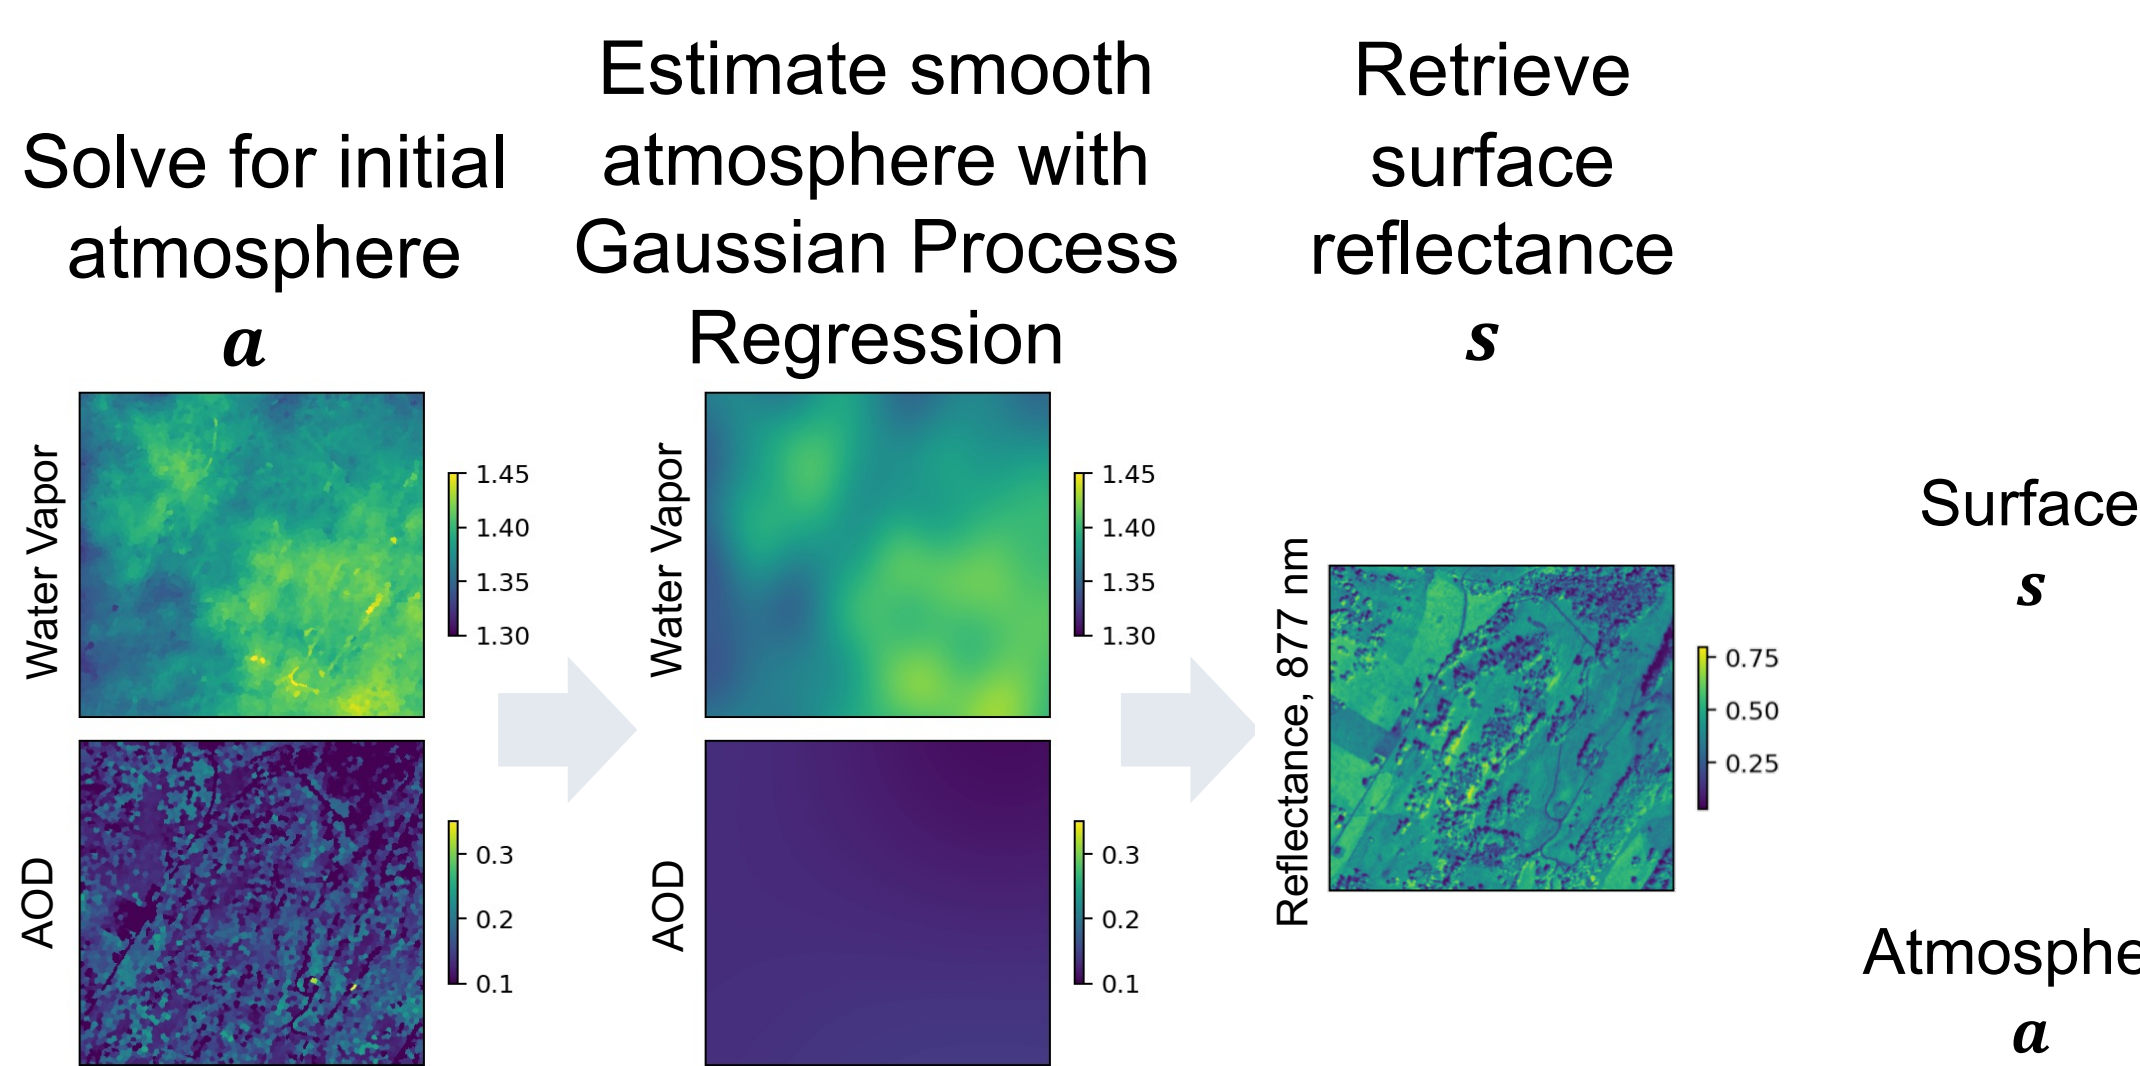 Solve for initial
atmosphere
a
Water Vapor
1.45
1.40
1.35
1.30
AOD
0.3
0.2
0.1
Estimate smooth
atmosphere with
Gaussian Process
Regression
Water Vapor
1.45
1.40
1.35
1.30
AOD
0.3
0.2
0.1
Retrieve
surface
reflectance
s
Reflectance, 877 nm
0.75
0.50
0.25
Surface
s
Atmosphe
a